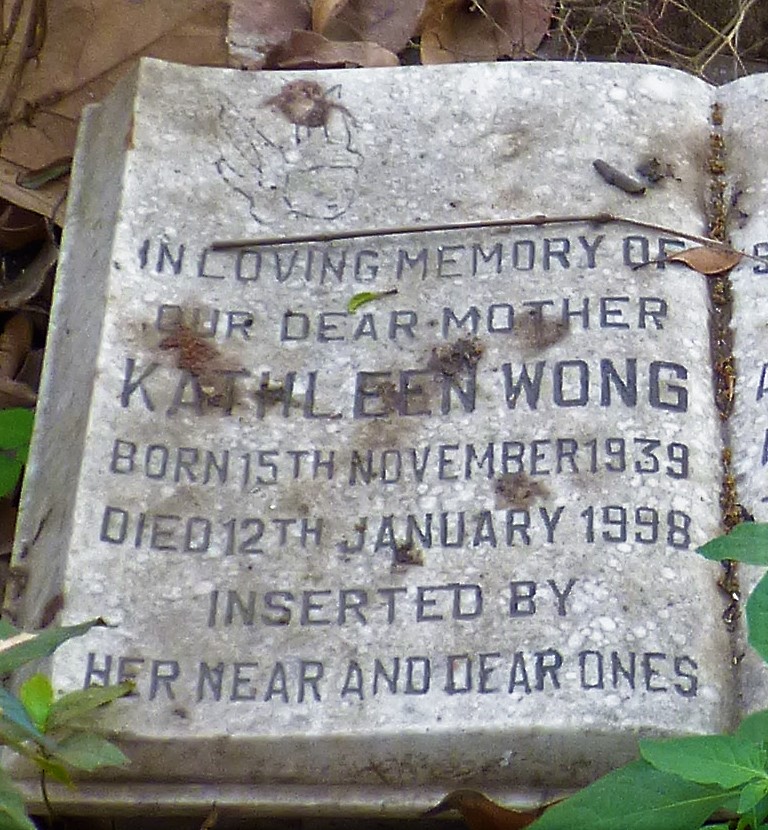 IN LOVING MEMORY OF
OUR DEAR MOTHER
KATHLEEN WONG
BORN 15TH NOVEMBER 1939
DIED 12TH JANUARY 1998
INSERTED BY
HER NEAR AND DEAR ONES